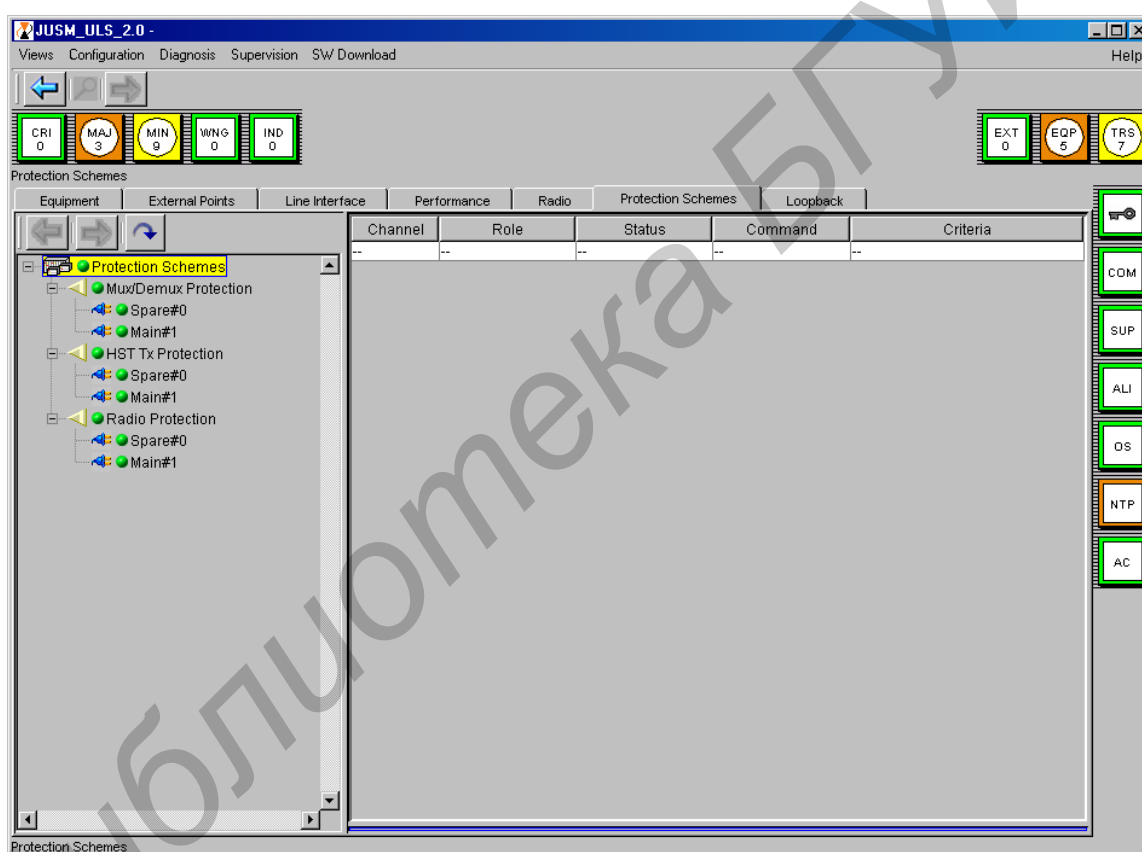 JUSM_ULS_2.0 -
Views Configuration Diagnosis Supervision SW Download Help
CRI 0 MAJ 3 MIN 9 WNG 0 IND 0 EXT 0 EQP 5 TRS 7
Protection Schemes
Equipment External Points Line Interface Performance Radio Protection Schemes Loopback
Channel Role Status Command Criteria
-- -- -- -- --
Protection Schemes
Mux/Demux Protection
Spare#0
Main#1
HST Tx Protection
Spare#0
Main#1
Radio Protection
Spare#0
Main#1
COM
SUP
ALI
OS
NTP
AC
Protection Schemes
блиотека БГУИ